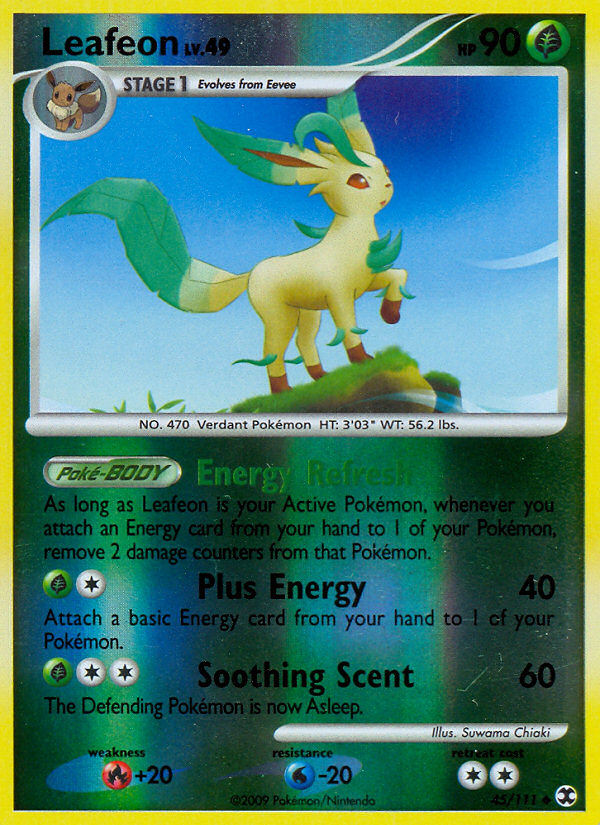 Leafeon LV.49 HP 90
STAGE 1 Evolves from Eevee
NO. 470 Verdant Pokémon HT: 3'03" WT: 56.2 lbs.
Poké-BODY Energy Refresh
As long as Leafeon is your Active Pokémon, whenever you
attach an Energy card from your hand to 1 of your Pokémon,
remove 2 damage counters from that Pokémon.
Plus Energy 40
Attach a basic Energy card from your hand to 1 of your
Pokémon.
Soothing Scent 60
The Defending Pokémon is now Asleep.
Illus. Suwama Chiaki
weakness resistance retreat cost
+20 -20
©2009 Pokémon/Nintendo 45/111